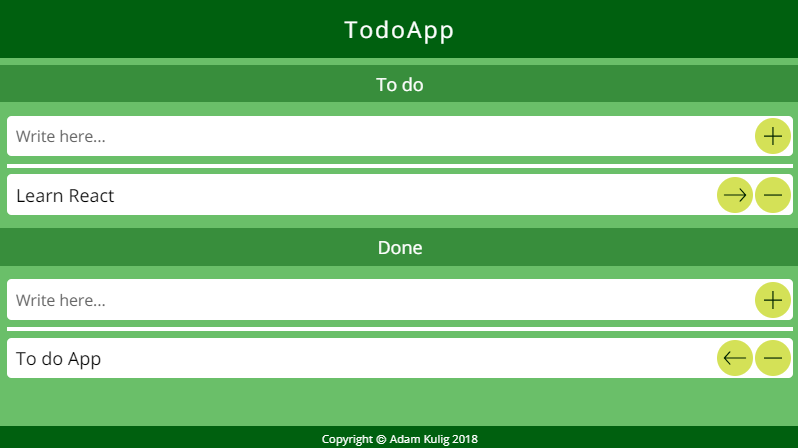 TodoApp
To do
Write here...
Learn React
Done
Write here...
To do App
Copyright © Adam Kulig 2018